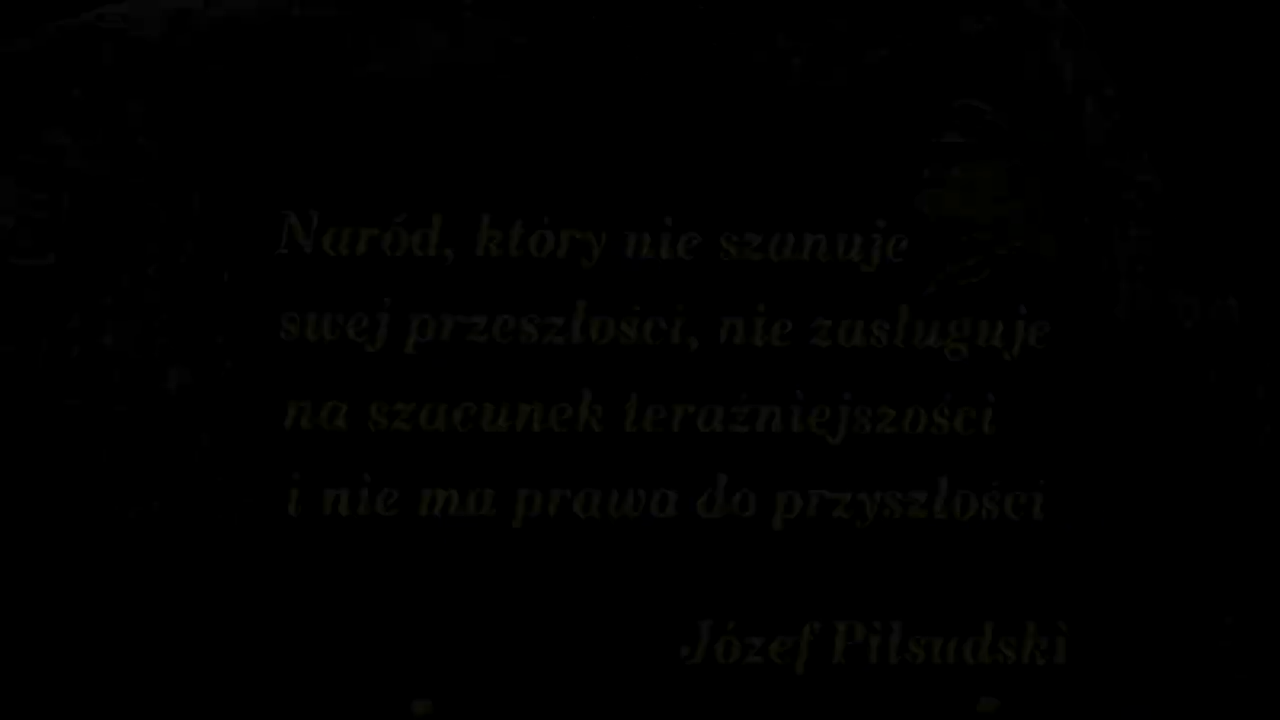 Naród, który nie szanuje
swej przeszłości, nie zasługuje
na szacunek teraźniejszości
i nie ma prawa do przyszłości
Józef Piłsudski